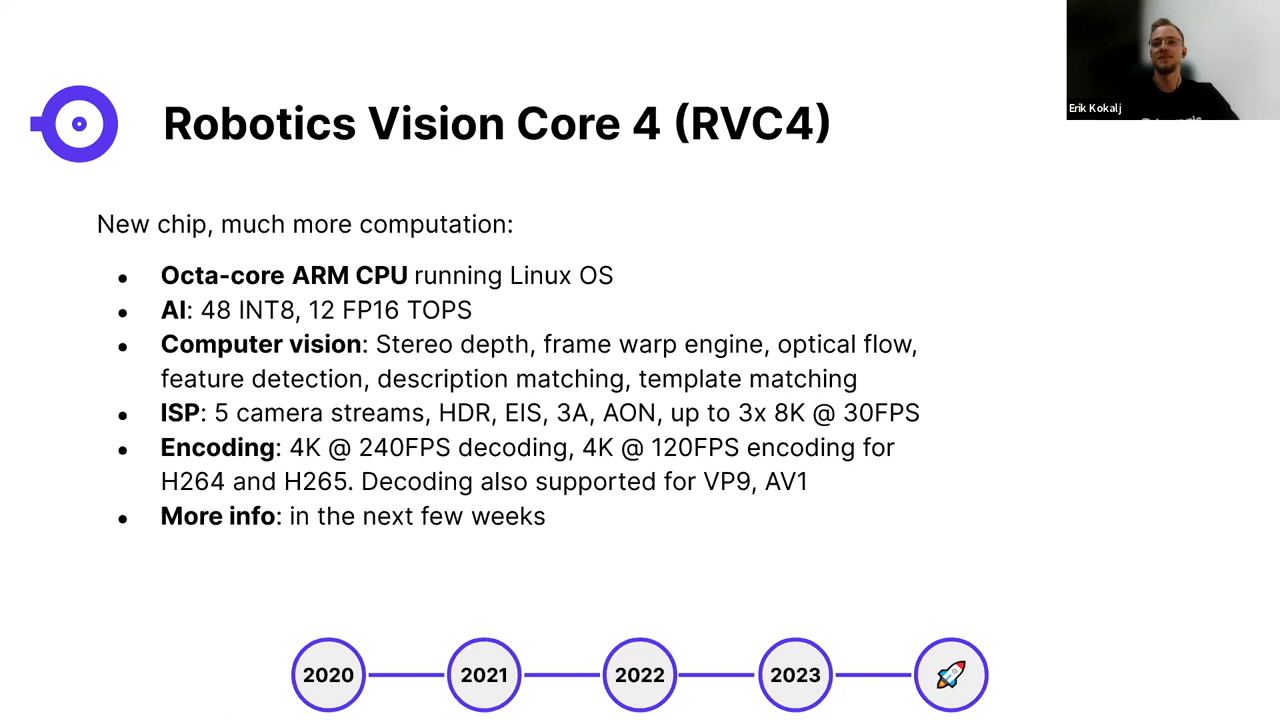 Erik Kokalj
Robotics Vision Core 4 (RVC4)
New chip, much more computation:
● Octa-core ARM CPU running Linux OS
● AI: 48 INT8, 12 FP16 TOPS
● Computer vision: Stereo depth, frame warp engine, optical flow,
feature detection, description matching, template matching
● ISP: 5 camera streams, HDR, EIS, 3A, AON, up to 3x 8K @ 30FPS
● Encoding: 4K @ 240FPS decoding, 4K @ 120FPS encoding for
H264 and H265. Decoding also supported for VP9, AV1
● More info: in the next few weeks
2020
2021
2022
2023